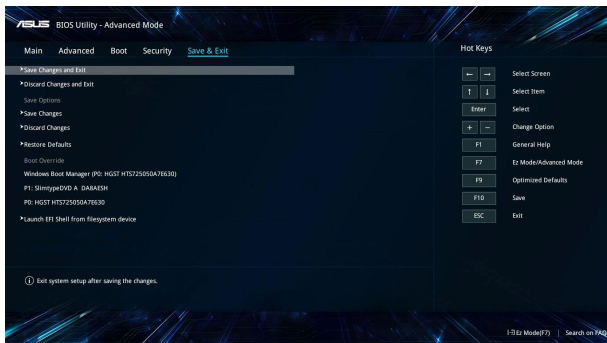 ASUS BIOS Utility - Advanced Mode
Main Advanced Boot Security Save & Exit
Save Changes and Exit
Discard Changes and Exit
Save Options
Save Changes
Discard Changes
Restore Defaults
Boot Override
Windows Boot Manager (P0: HGST HTS725050A7E630)
P1: SlimtypeDVD A DA8AESH
P0: HGST HTS725050A7E630
Launch EFI Shell from filesystem device
Exit system setup after saving the changes.
Hot Keys
← → Select Screen
↑ ↓ Select Item
Enter Select
+ − Change Option
F1 General Help
F7 Ez Mode/Advanced Mode
F9 Optimized Defaults
F10 Save
ESC Exit
Ez Mode(F7) | Search on FAQ